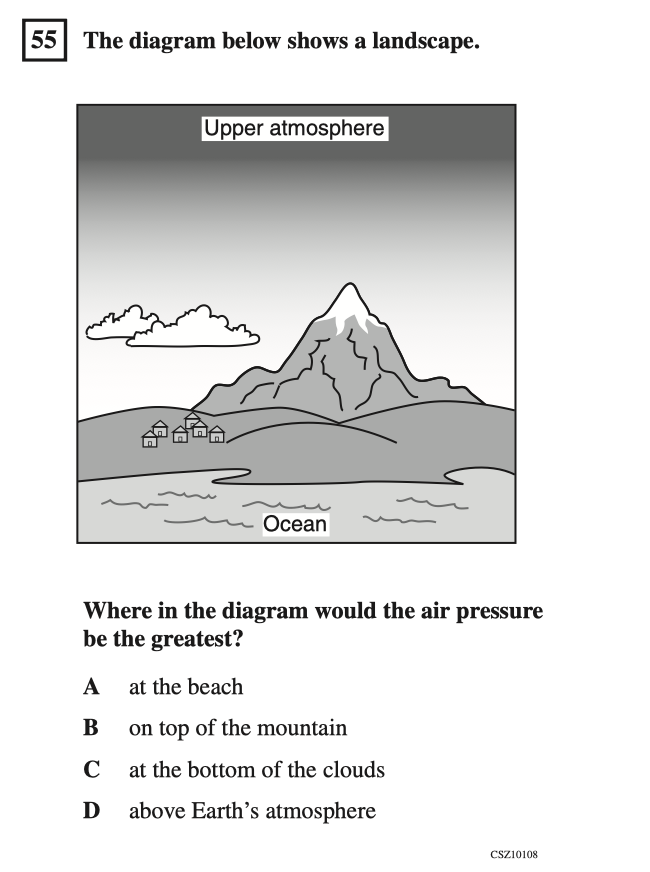 55 The diagram below shows a landscape.
Upper atmosphere
Ocean
Where in the diagram would the air pressure
be the greatest?
A at the beach
B on top of the mountain
C at the bottom of the clouds
D above Earth's atmosphere
CSZ10108